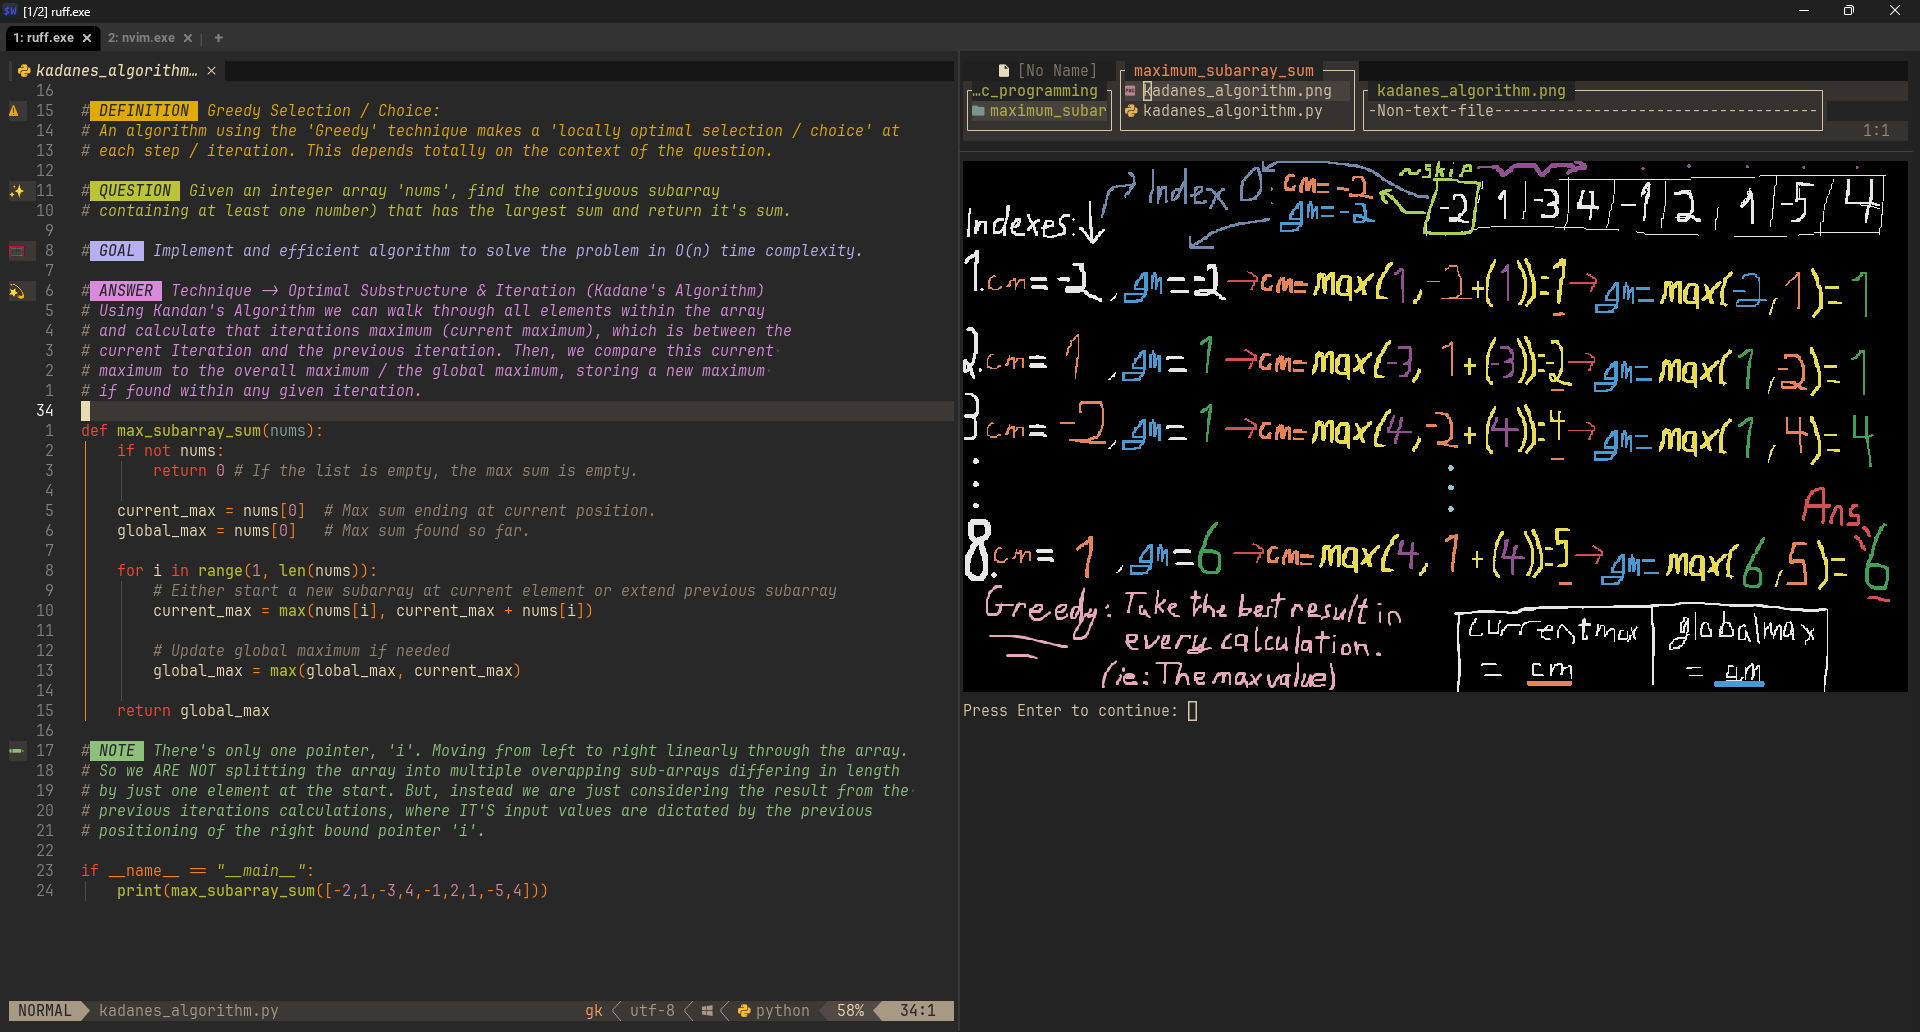 [1/2] ruff.exe
1: ruff.exe × 2: nvim.exe × | +
kadanes_algorithm… ×
16
15 # DEFINITION Greedy Selection / Choice:
14 # An algorithm using the 'Greedy' technique makes a 'locally optimal selection / choice' at
13 # each step / iteration. This depends totally on the context of the question.
12
11 # QUESTION Given an integer array 'nums', find the contiguous subarray
10 # containing at least one number) that has the largest sum and return it's sum.
9
8 # GOAL Implement and efficient algorithm to solve the problem in O(n) time complexity.
7
6 # ANSWER Technique -> Optimal Substructure & Iteration (Kadane's Algorithm)
5 # Using Kandan's Algorithm we can walk through all elements within the array
4 # and calculate that iterations maximum (current maximum), which is between the
3 # current Iteration and the previous iteration. Then, we compare this current
2 # maximum to the overall maximum / the global maximum, storing a new maximum
1 # if found within any given iteration.
34
1 def max_subarray_sum(nums):
2 if not nums:
3 return 0 # If the list is empty, the max sum is empty.
4
5 current_max = nums[0] # Max sum ending at current position.
6 global_max = nums[0] # Max sum found so far.
7
8 for i in range(1, len(nums)):
9 # Either start a new subarray at current element or extend previous subarray
10 current_max = max(nums[i], current_max + nums[i])
11
12 # Update global maximum if needed
13 global_max = max(global_max, current_max)
14
15 return global_max
16
17 # NOTE There's only one pointer, 'i'. Moving from left to right linearly through the array.
18 # So we ARE NOT splitting the array into multiple overapping sub-arrays differing in length
19 # by just one element at the start. But, instead we are just considering the result from the
20 # previous iterations calculations, where IT'S input values are dictated by the previous
21 # positioning of the right bound pointer 'i'.
22
23 if __name__ == "__main__":
24 print(max_subarray_sum([-2,1,-3,4,-1,2,1,-5,4]))
NORMAL kadanes_algorithm.py gk utf-8 python 58% 34:1
[No Name]
…c_programming
maximum_subar
maximum_subarray_sum
kadanes_algorithm.png
kadanes_algorithm.py
kadanes_algorithm.png
-Non-text-file------------------------------------
1:1
Indexes:
Index 0: cm=-2
gm=-2
~skip
-2 | 1 | -3 | 4 | -1 | 2 | 1 | -5 | 4
1. cm=-2, gm=-2 → cm=max(1,-2+(1))=1 → gm=max(-2,1)=1
2. cm=1, gm=1 → cm=max(-3,1+(-3))=-2 → gm=max(1,-2)=1
3 cm=-2, gm=1 → cm=max(4,-2+(4))=4 → gm=max(1,4)=4
Ans
8. cm=1, gm=6 → cm=max(4,1+(4))=5 → gm=max(6,5)=6
Greedy: Take the best result in
every calculation.
(ie: The max value)
currentmax
= cm
globalmax
= gm
Press Enter to continue: